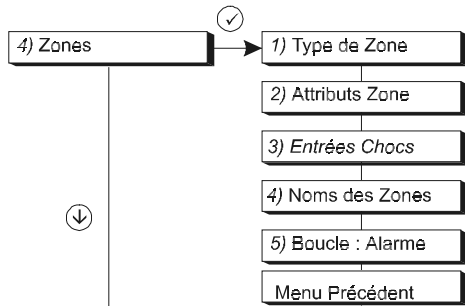 4) Zones
1) Type de Zone
2) Attributs Zone
3) Entrées Chocs
4) Noms des Zones
5) Boucle : Alarme
Menu Précédent